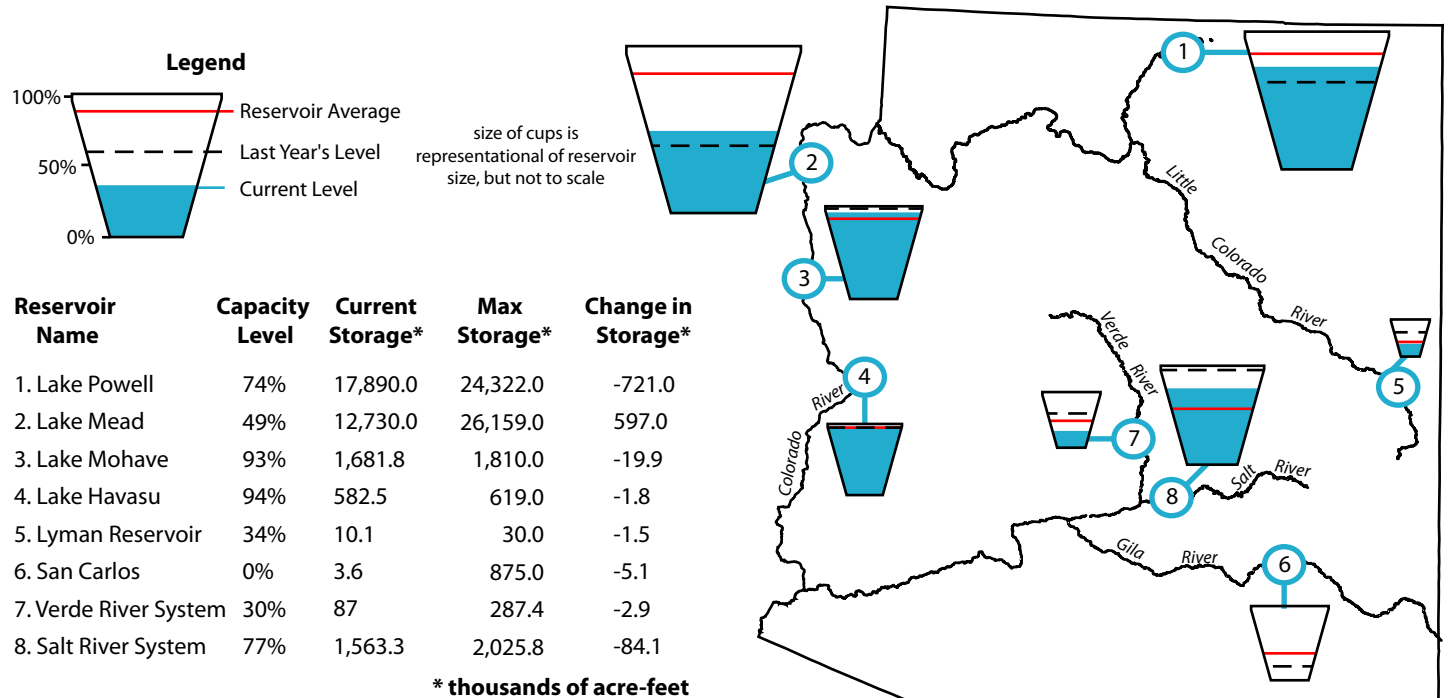 Legend
100%
50%
0%
Reservoir Average
Last Year's Level
Current Level
size of cups is
representational of reservoir
size, but not to scale
Reservoir Name Capacity Level Current Storage* Max Storage* Change in Storage*
1. Lake Powell 74% 17,890.0 24,322.0 -721.0
2. Lake Mead 49% 12,730.0 26,159.0 597.0
3. Lake Mohave 93% 1,681.8 1,810.0 -19.9
4. Lake Havasu 94% 582.5 619.0 -1.8
5. Lyman Reservoir 34% 10.1 30.0 -1.5
6. San Carlos 0% 3.6 875.0 -5.1
7. Verde River System 30% 87 287.4 -2.9
8. Salt River System 77% 1,563.3 2,025.8 -84.1
* thousands of acre-feet
1
2
3
4
5
6
7
8
Little Colorado River
Verde River
Colorado River
Salt River
Gila River